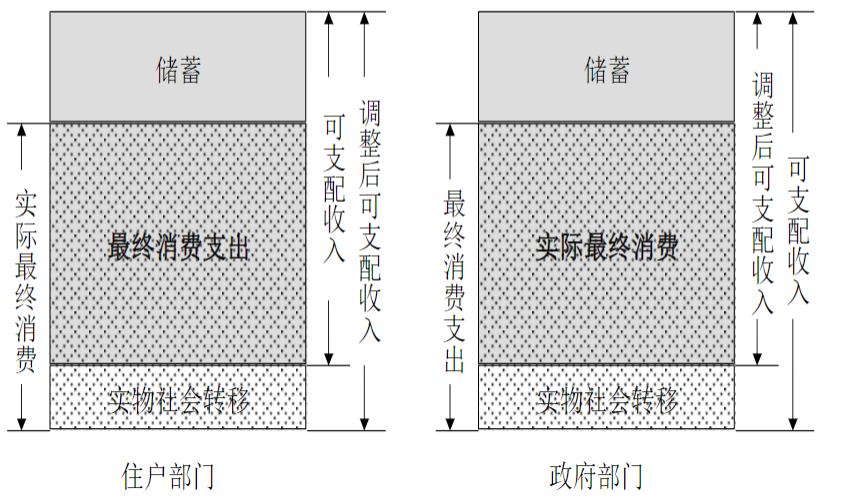 储蓄
最终消费支出
实物社会转移
实际最终消费
可支配收入
调整后可支配收入
住户部门
储蓄
实际最终消费
实物社会转移
最终消费支出
调整后可支配收入
可支配收入
政府部门